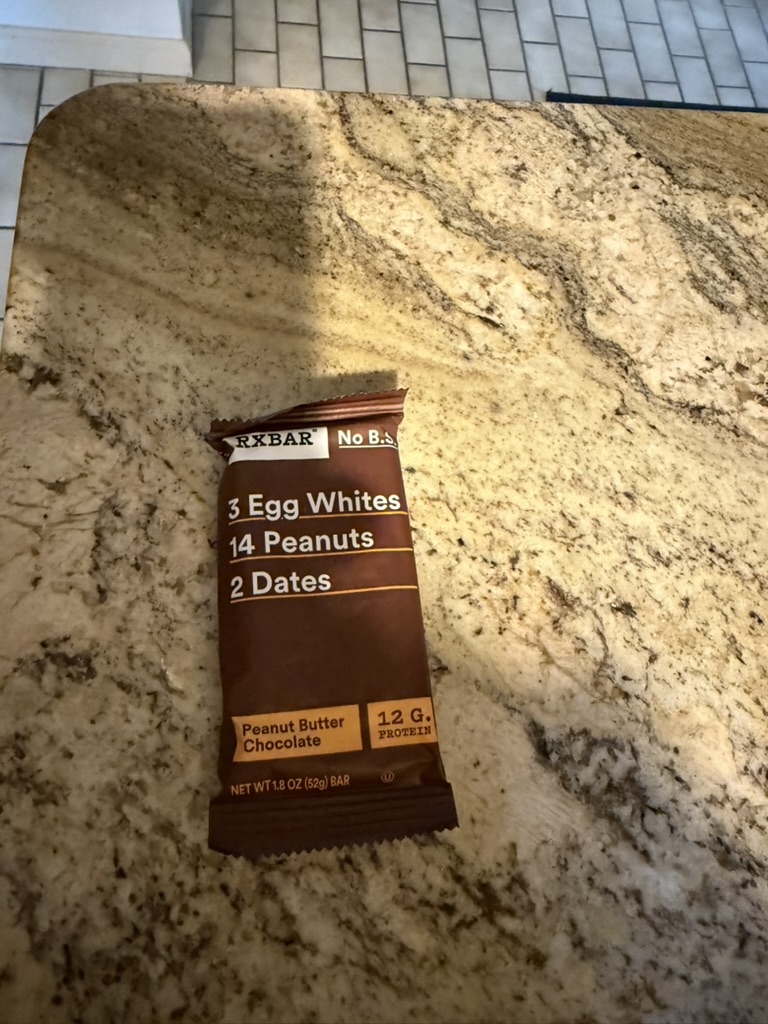 RXBAR® No B.S.
3 Egg Whites
14 Peanuts
2 Dates
Peanut Butter
Chocolate
12 G.
PROTEIN
NET WT 1.8 OZ (52g) BAR
U